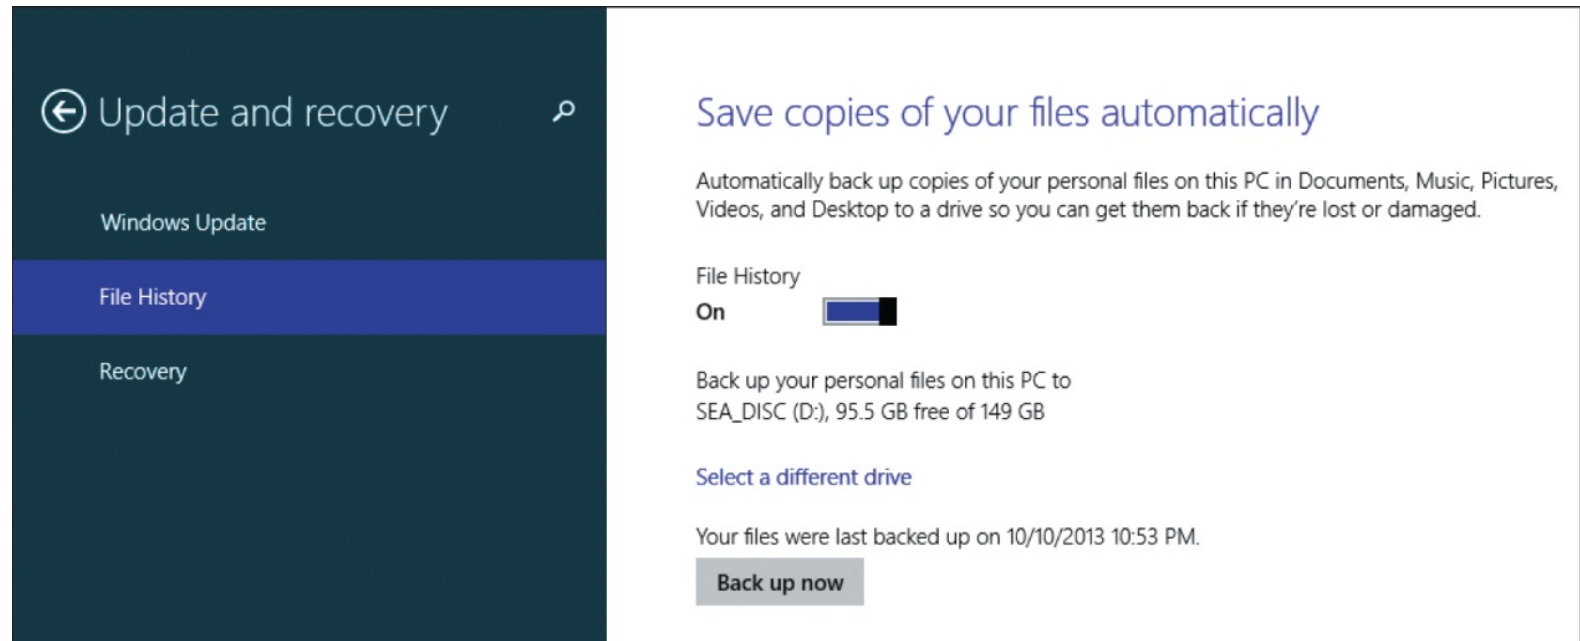 Update and recovery
Windows Update
File History
Recovery
Save copies of your files automatically
Automatically back up copies of your personal files on this PC in Documents, Music, Pictures,
Videos, and Desktop to a drive so you can get them back if they're lost or damaged.
File History
On
Back up your personal files on this PC to
SEA_DISC (D:), 95.5 GB free of 149 GB
Select a different drive
Your files were last backed up on 10/10/2013 10:53 PM.
Back up now